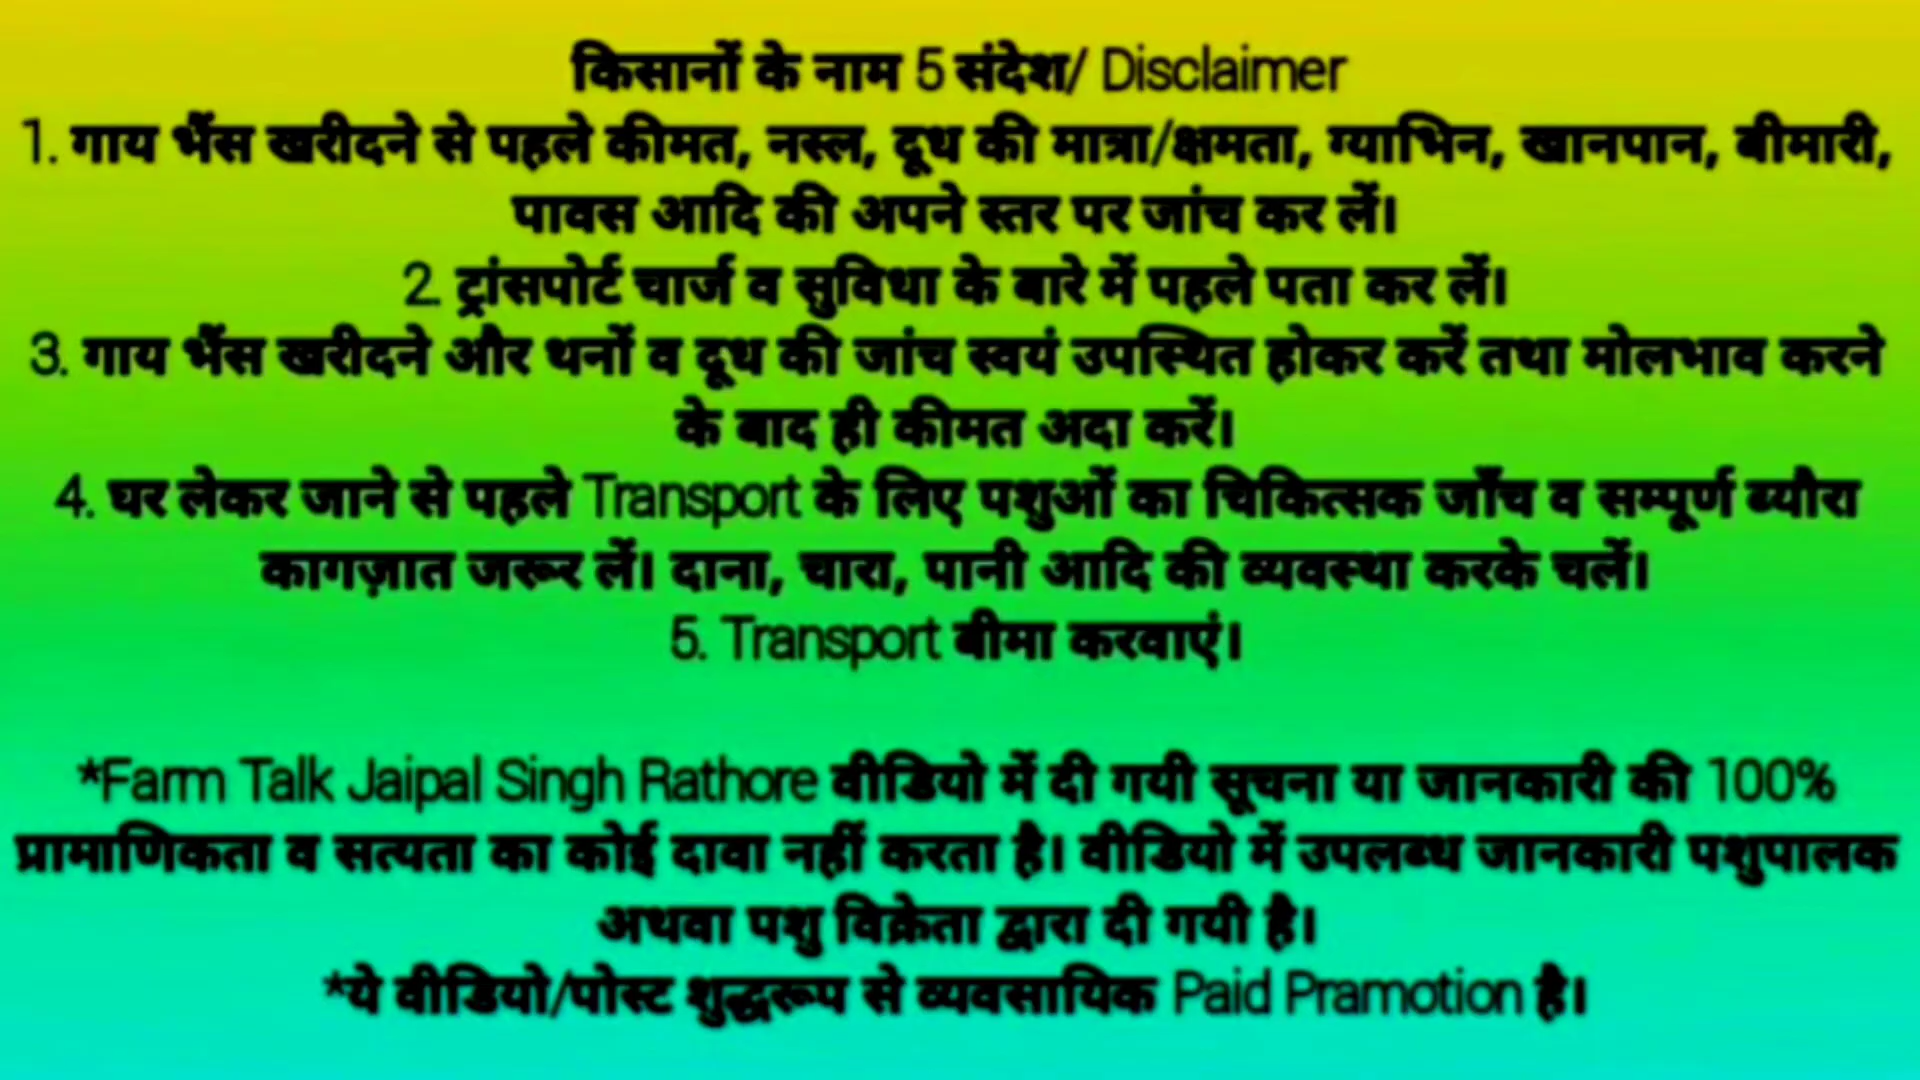 किसानों के नाम 5 संदेश/ Disclaimer
1. गाय भैंस खरीदने से पहले कीमत, नस्ल, दूध की मात्रा/क्षमता, ग्याभिन, खानपान, बीमारी,
पावस आदि की अपने स्तर पर जांच कर लें।
2. ट्रांसपोर्ट चार्ज व सुविधा के बारे में पहले पता कर लें।
3. गाय भैंस खरीदने और थनों व दूध की जांच स्वयं उपस्थित होकर करें तथा मोलभाव करने
के बाद ही कीमत अदा करें।
4. घर लेकर जाने से पहले Transport के लिए पशुओं का चिकित्सक जाँच व सम्पूर्ण ब्यौरा
कागज़ात जरूर लें। दाना, चारा, पानी आदि की व्यवस्था करके चलें।
5. Transport बीमा करवाएं।
*Farm Talk Jaipal Singh Rathore वीडियो में दी गयी सूचना या जानकारी की 100%
प्रामाणिकता व सत्यता का कोई दावा नहीं करता है। वीडियो में उपलब्ध जानकारी पशुपालक
अथवा पशु विक्रेता द्वारा दी गयी है।
*ये वीडियो/पोस्ट शुद्धरूप से व्यवसायिक Paid Pramotion है।